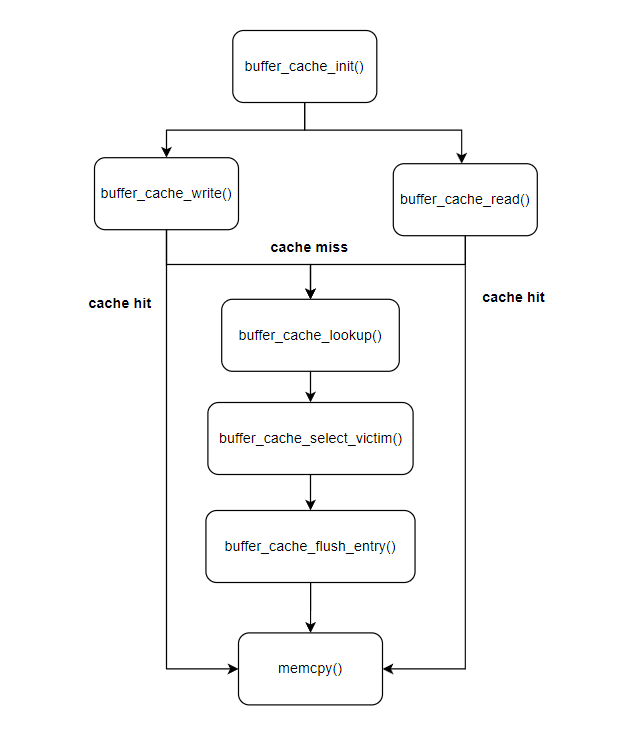 buffer_cache_init()
buffer_cache_write()
buffer_cache_read()
cache miss
cache hit
cache hit
buffer_cache_lookup()
buffer_cache_select_victim()
buffer_cache_flush_entry()
memcpy()